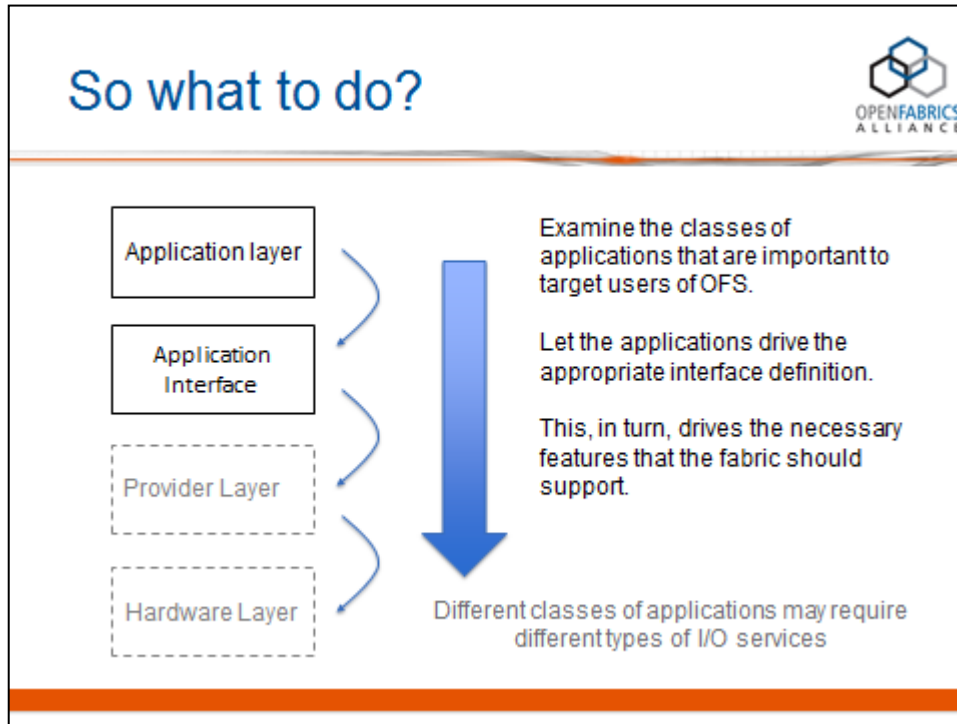 So what to do?
OPENFABRICS
ALLIANCE
Application layer
Application
Interface
Provider Layer
Hardware Layer
Examine the classes of
applications that are important to
target users of OFS.
Let the applications drive the
appropriate interface definition.
This, in turn, drives the necessary
features that the fabric should
support.
Different classes of applications may require
different types of I/O services